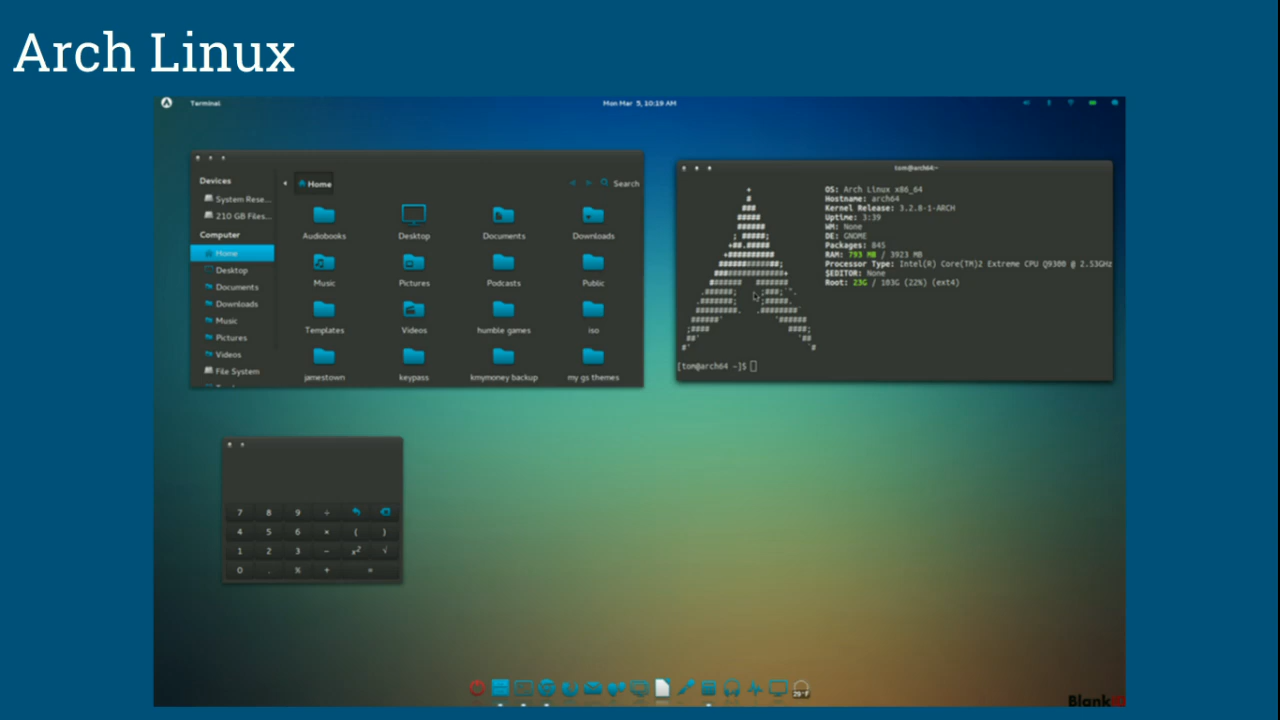 Arch Linux
Terminal
Mon Mar 5, 10:19 AM
Devices
System Rese...
210 GB Files...
Computer
Home
Desktop
Documents
Downloads
Music
Pictures
Videos
File System
Home
Search
Audiobooks Desktop Documents Downloads
Music Pictures Podcasts Public
Templates Videos humble games iso
jamestown keypass kmymoney backup my gs themes
tom@arch64:~
OS: Arch Linux x86_64
Hostname: arch64
Kernel Release: 3.2.8-1-ARCH
Uptime: 3:39
WM: None
DE: GNOME
Packages: 845
RAM: 793 MB / 3923 MB
Processor Type: Intel(R) Core(TM)2 Extreme CPU Q9300 @ 2.53GHz
$EDITOR: None
Root: 23G / 103G (22%) (ext4)
[tom@arch64 ~]$
7 8 9 ÷
4 5 6 × ( )
1 2 3 − x² √
0 . % + =
29°F
Blank